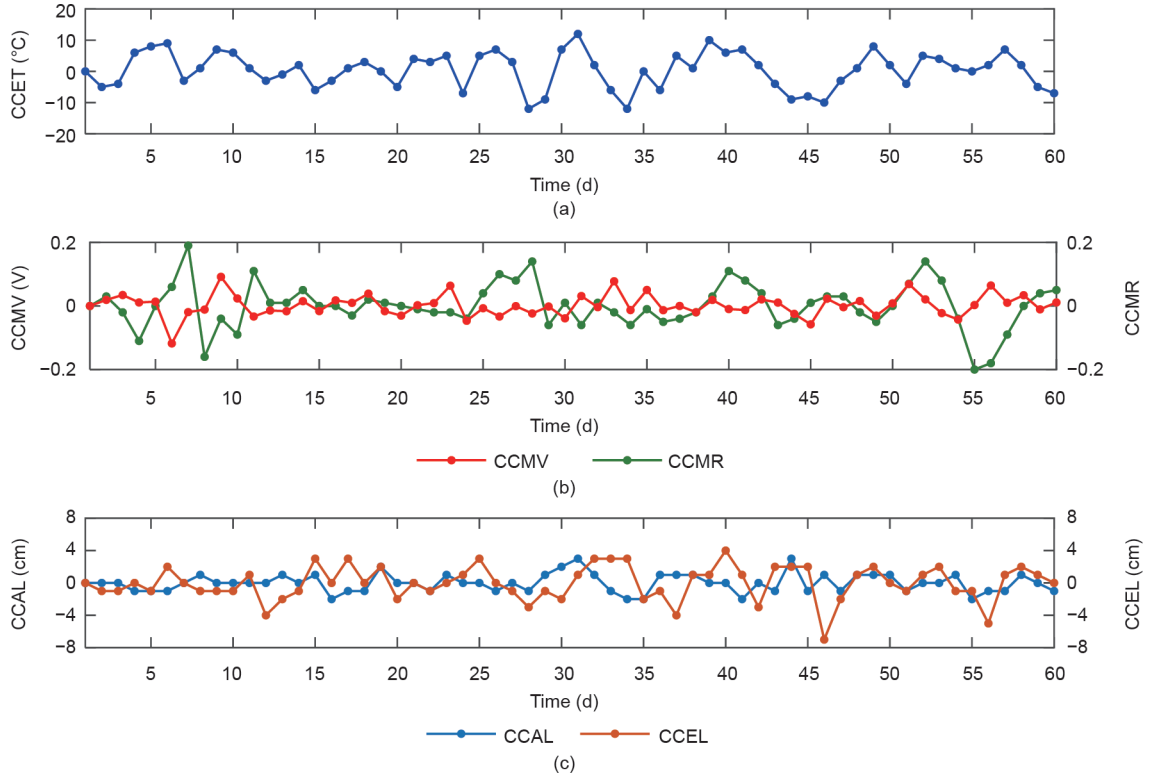 CCET (°C)
20
10
0
−10
−20
5 10 15 20 25 30 35 40 45 50 55 60
Time (d)
(a)
CCMV (V)
0.2
0
−0.2
0.2
0
−0.2
CCMR
5 10 15 20 25 30 35 40 45 50 55 60
Time (d)
CCMV CCMR
(b)
CCAL (cm)
8
4
0
−4
−8
8
4
0
−4
−8
CCEL (cm)
5 10 15 20 25 30 35 40 45 50 55 60
Time (d)
CCAL CCEL
(c)